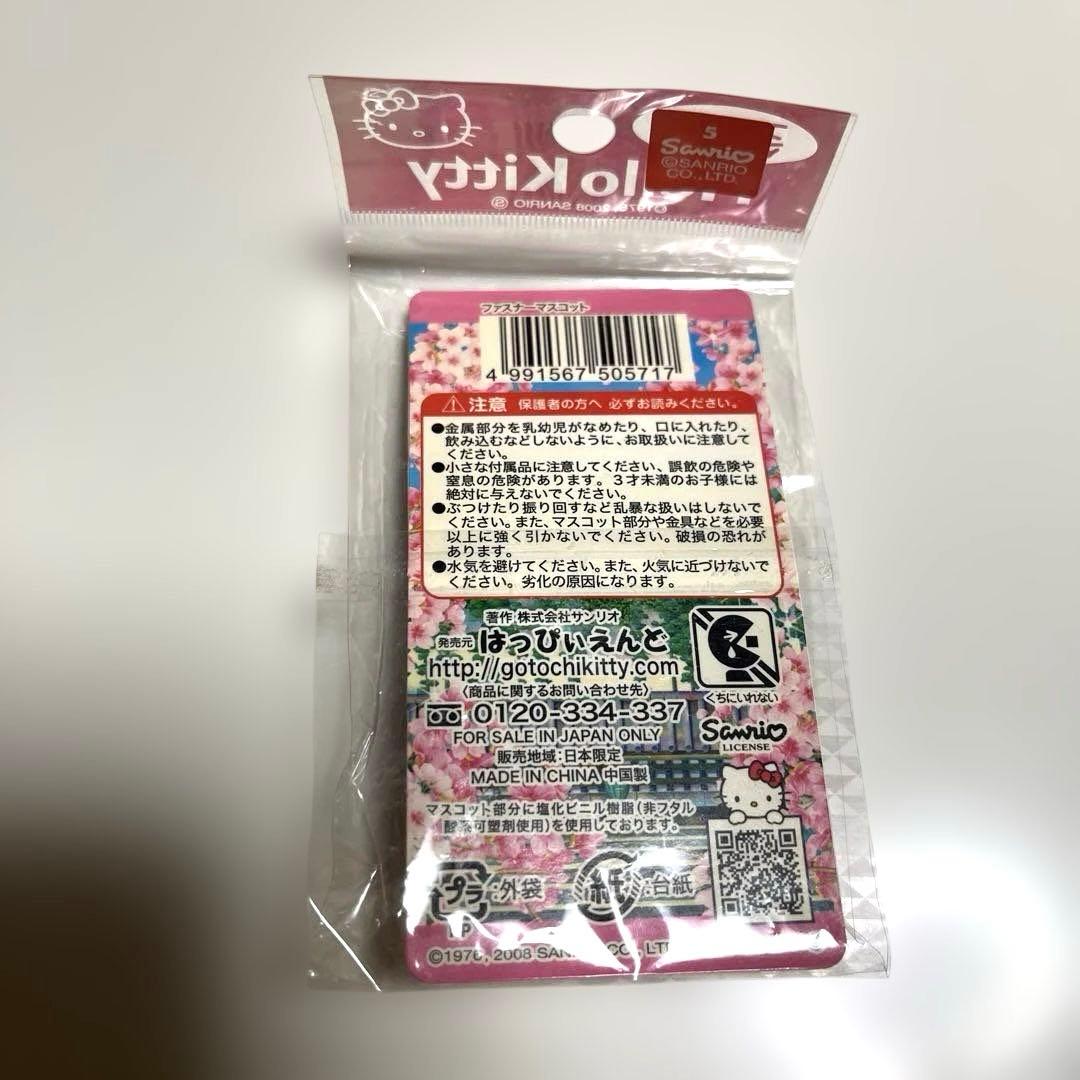 5
Sanrio
©SANRIO
CO., LTD.
lo Kitty
©1976, 2008 SANRIO Ⓢ
ファスナーマスコット
4 991567 505717
注意 保護者の方へ 必ずお読みください。
●金属部分を乳幼児がなめたり、口に入れたり、
飲み込むなどしないように、お取扱いに注意して
ください。
●小さな付属品に注意してください、誤飲の危険や
窒息の危険があります。3才未満のお子様には
絶対に与えないでください。
●ぶつけたり振り回すなど乱暴な扱いはしないで
ください。また、マスコット部分や金具などを必要
以上に強く引かないでください。破損の恐れが
あります。
●水気を避けてください。また、火気に近づけないで
ください。劣化の原因になります。
著作 株式会社サンリオ
発売元 はっぴぃえんど
http://gotochikitty.com
〈商品に関するお問い合わせ先〉
0120-334-337
FOR SALE IN JAPAN ONLY
販売地域:日本限定
MADE IN CHINA 中国製
くちにいれない
Sanrio
LICENSE
マスコット部分に塩化ビニル樹脂(非フタル
酸系可塑剤使用)を使用しております。
プラ :外袋 紙 :台紙
PP
©1976, 2008 SANRIO CO., LTD.